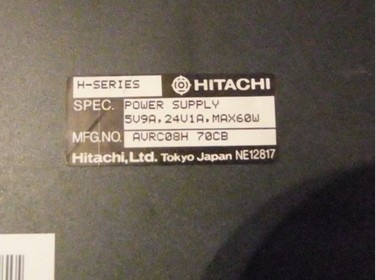 H-SERIES HITACHI
SPEC. POWER SUPPLY
5V9A,24V1A,MAX60W
MFG.NO. AVRC08H 70CB
Hitachi,Ltd. Tokyo Japan NE12817